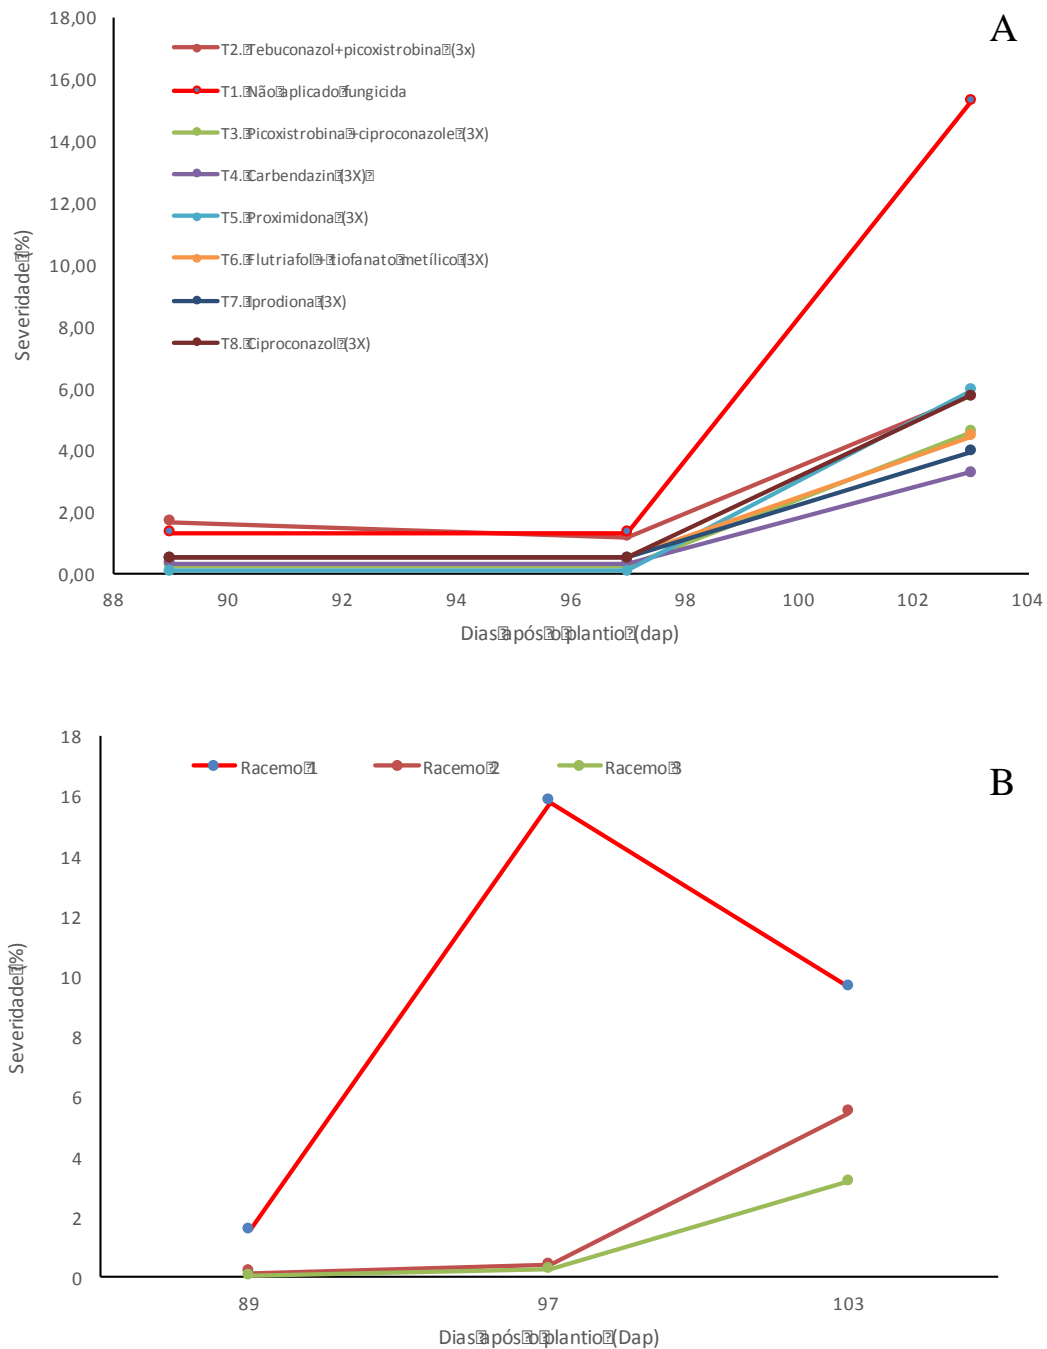 18,00
A
T2. Tebuconazol+picoxistrobina (3x)
16,00
T1. Não aplicado fungicida
14,00
T3. Picoxistrobina +ciproconazole (3X)
T4. Carbendazin (3X)
12,00
T5. Proximidona (3X)
10,00
T6. Flutriafol + tiofanato metílico (3X)
T7. Iprodiona (3X)
8,00
T8. Ciproconazol (3X)
Severidade (%)
6,00
4,00
2,00
0,00
88 90 92 94 96 98 100 102 104
Dias após o plantio (dap)
18
Racemo 1 Racemo 2 Racemo 3
B
16
14
12
10
Severidade (%)
8
6
4
2
0
89 97 103
Dias após o plantio (Dap)